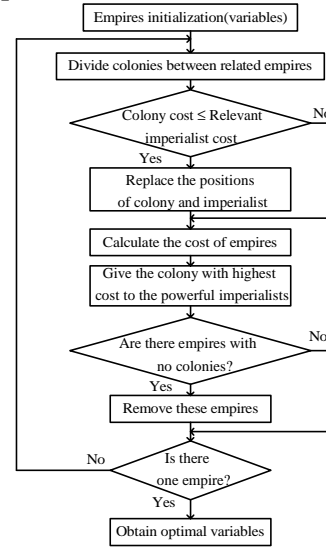 Empires initialization(variables)
Divide colonies between related empires
Colony cost ≤ Relevant
imperialist cost
No
Yes
Replace the positions
of colony and imperialist
Calculate the cost of empires
Give the colony with highest
cost to the powerful imperialists
Are there empires with
no colonies?
No
Yes
Remove these empires
No
Is there
one empire?
Yes
Obtain optimal variables